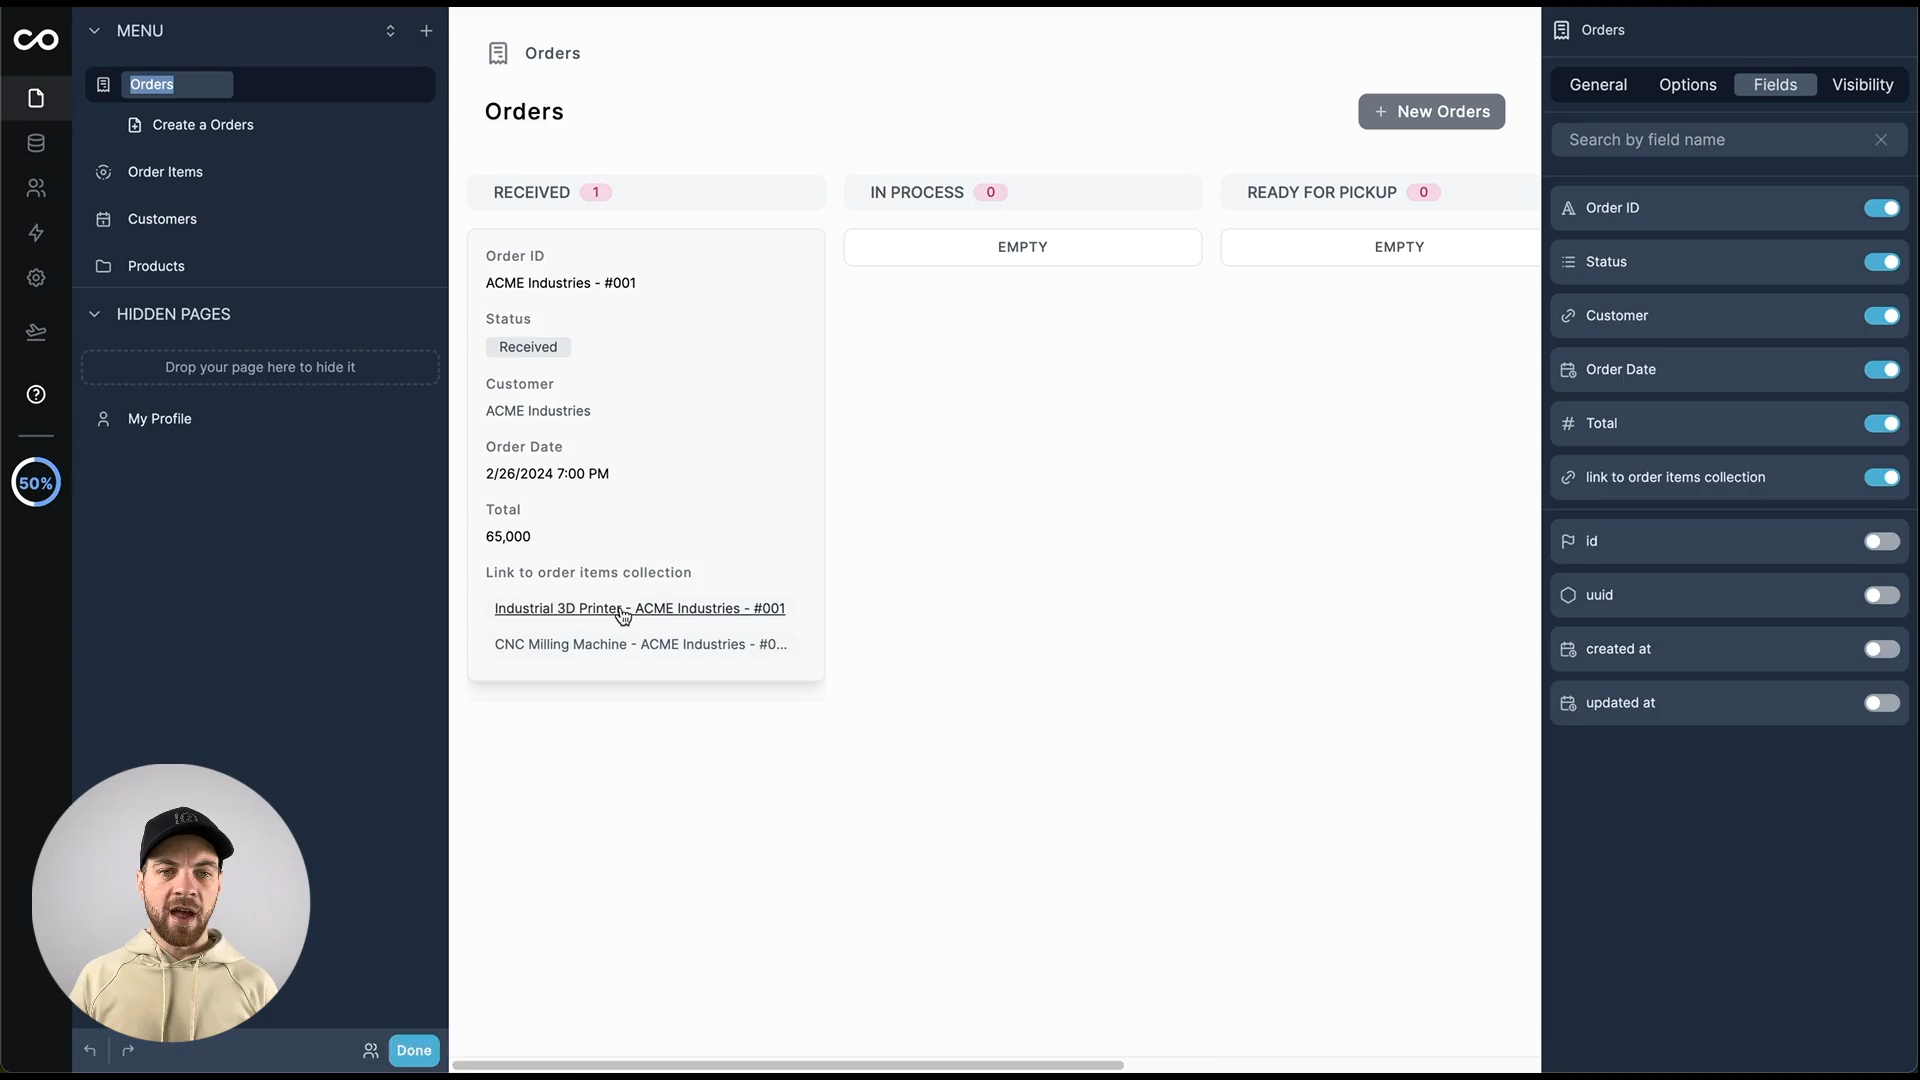 MENU
Orders
Create a Orders
Order Items
Customers
Products
HIDDEN PAGES
Drop your page here to hide it
My Profile
50%
Done
Orders
Orders
+ New Orders
RECEIVED 1
IN PROCESS 0
READY FOR PICKUP 0
Order ID
ACME Industries - #001
Status
Received
Customer
ACME Industries
Order Date
2/26/2024 7:00 PM
Total
65,000
Link to order items collection
Industrial 3D Printer - ACME Industries - #001
CNC Milling Machine - ACME Industries - #0...
EMPTY
EMPTY
Orders
General Options Fields Visibility
Search by field name
Order ID
Status
Customer
Order Date
Total
link to order items collection
id
uuid
created at
updated at